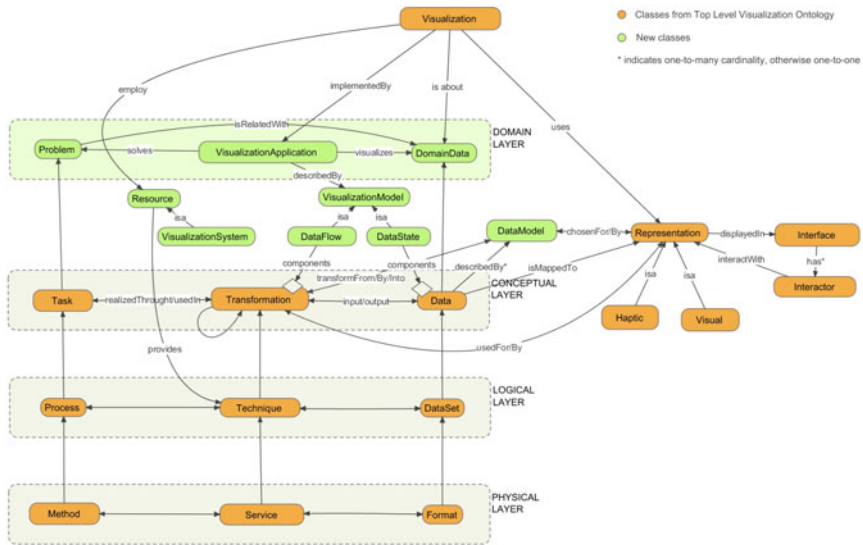 Visualization
Classes from Top Level Visualization Ontology
New classes
* indicates one-to-many cardinality, otherwise one-to-one
employ
implementedBy
is about
uses
isRelatedWith
DOMAIN
LAYER
Problem
solves
VisualizationApplication
visualizes
DomainData
describedBy
Resource
VisualizationModel
isa
isa
isa
VisualizationSystem
DataFlow
DataState
DataModel
chosenFor/By
Representation
displayedIn
Interface
components
components
describedBy*
isMappedTo
interactWith
has*
transformFrom/By/Into
CONCEPTUAL
LAYER
isa
isa
Interactor
Task
realizedThrought/usedIn
Transformation
input/output
Data
Haptic
Visual
provides
usedFor/By
LOGICAL
LAYER
Process
Technique
DataSet
PHYSICAL
LAYER
Method
Service
Format